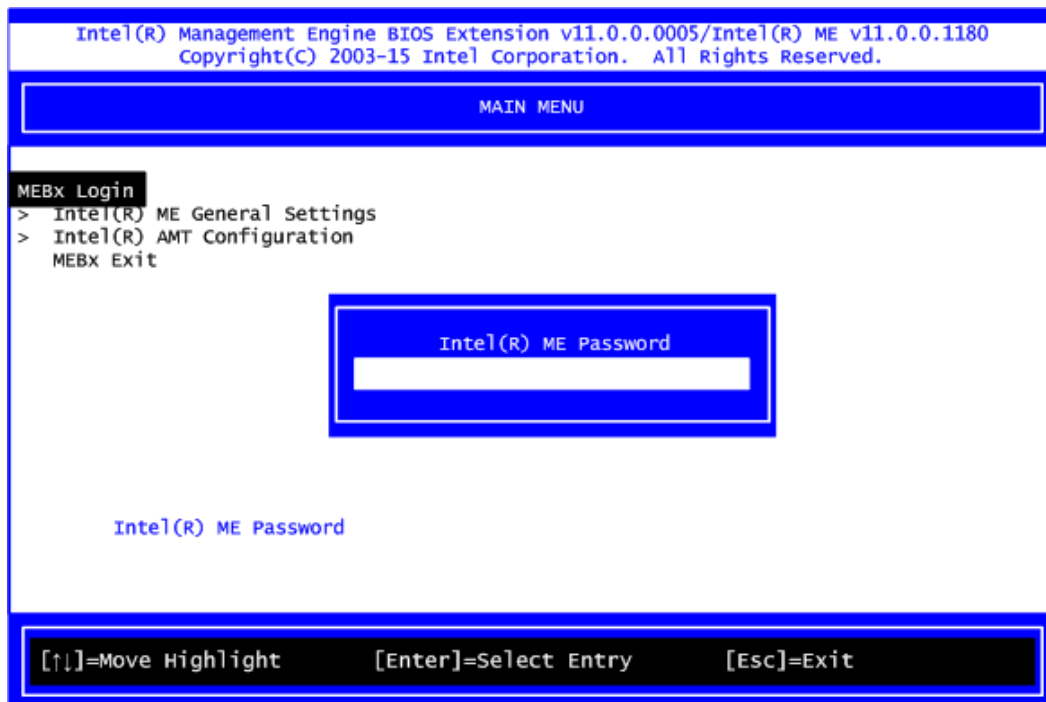 Intel(R) Management Engine BIOS Extension v11.0.0.0005/Intel(R) ME v11.0.0.1180
Copyright(C) 2003-15 Intel Corporation. All Rights Reserved.
MAIN MENU
MEBx Login
> Intel(R) ME General Settings
> Intel(R) AMT Configuration
MEBx Exit
Intel(R) ME Password
Intel(R) ME Password
[↑↓]=Move Highlight [Enter]=Select Entry [Esc]=Exit